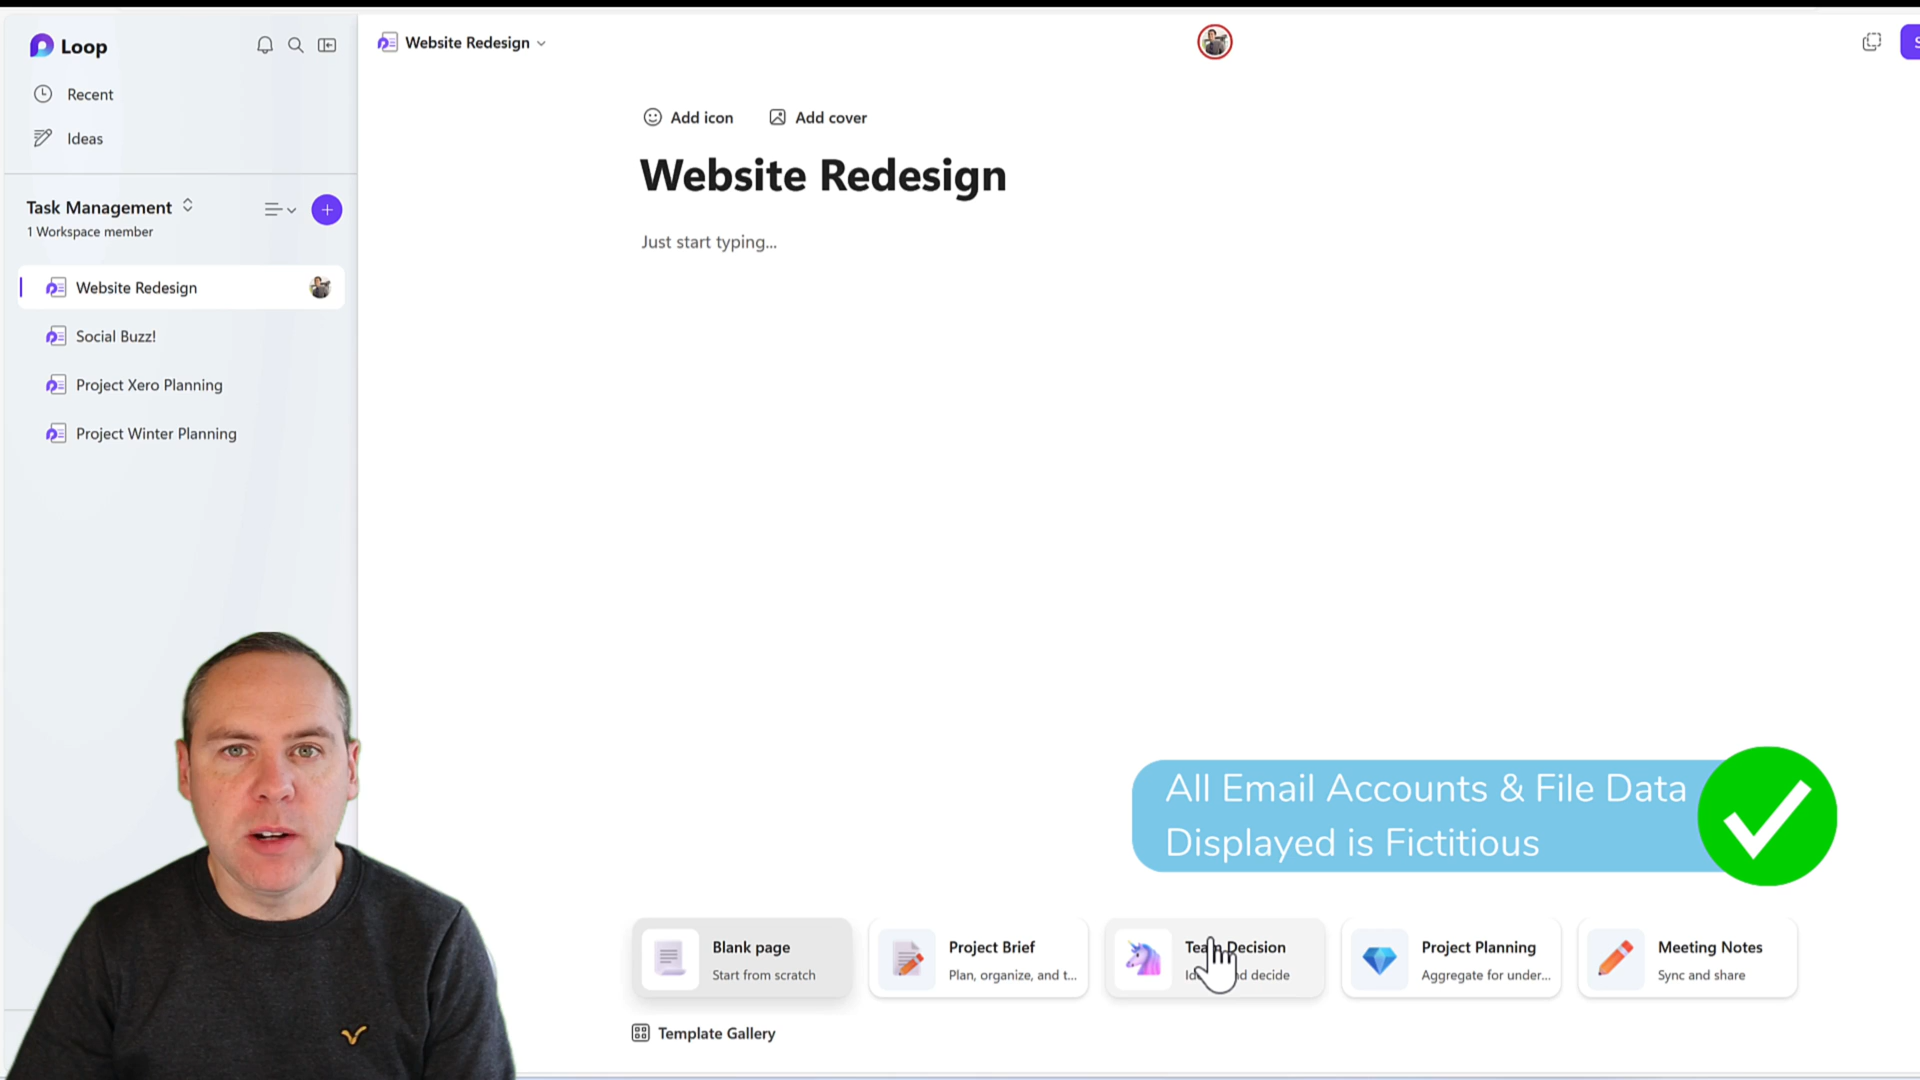 Loop
Recent
Ideas
Task Management
1 Workspace member
Website Redesign
Social Buzz!
Project Xero Planning
Project Winter Planning
Website Redesign
Add icon
Add cover
Website Redesign
Just start typing...
All Email Accounts & File Data
Displayed is Fictitious
Blank page
Start from scratch
Project Brief
Plan, organize, and t...
Team Decision
decide
Project Planning
Aggregate for under...
Meeting Notes
Sync and share
Template Gallery